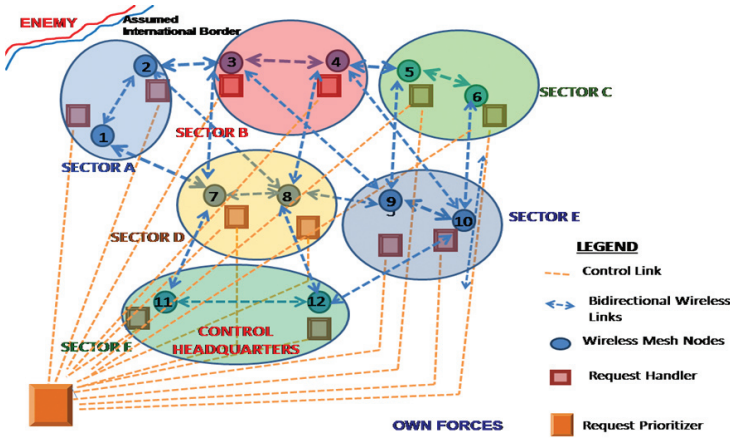 ENEMY
Assumed
International Border
2
3
4
5
6
1
SECTOR A
SECTOR B
SECTOR C
7
8
9
10
SECTOR D
SECTOR E
11
12
CONTROL
HEADQUARTERS
SECTOR F
OWN FORCES
LEGEND
Control Link
Bidirectional Wireless
Links
Wireless Mesh Nodes
Request Handler
Request Prioritizer